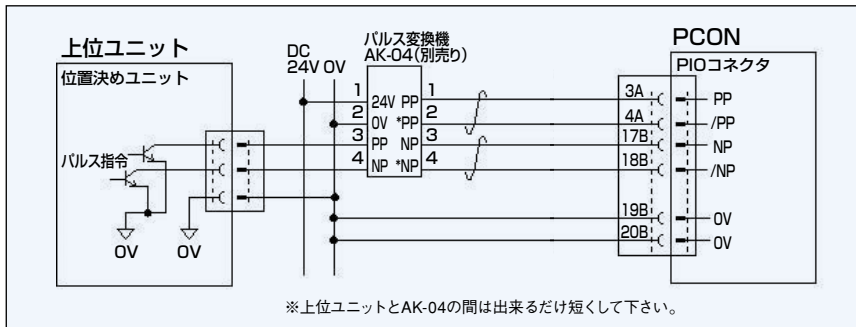 上位ユニット
位置決めユニット
パルス指令
0V
0V
DC
24V 0V
パルス変換機
AK-04(別売り)
1 24V PP 1
2 0V *PP 2
3 PP NP 3
4 NP *NP 4
PCON
PIOコネクタ
3A PP
4A /PP
17B NP
18B /NP
19B 0V
20B 0V
※上位ユニットとAK-04の間は出来るだけ短くして下さい。